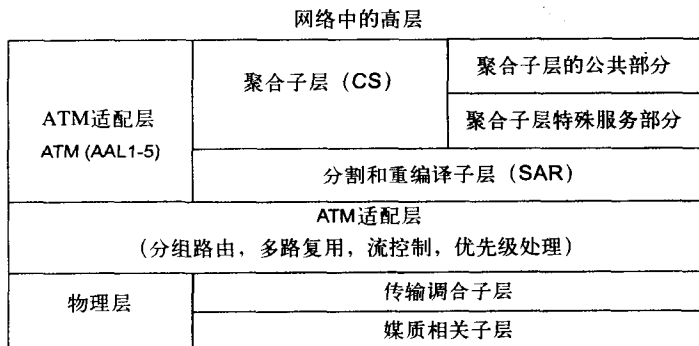 网络中的高层
ATM适配层
ATM (AAL1-5)
聚合子层（CS）
聚合子层的公共部分
聚合子层特殊服务部分
分割和重编译子层（SAR）
ATM适配层
（分组路由，多路复用，流控制，优先级处理）
物理层
传输调合子层
媒质相关子层